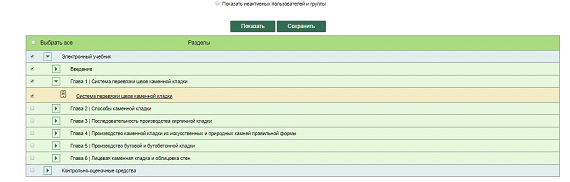 Показать неактивных пользователей и группы
Показать Сохранить
Выбрать все Разделы
Электронный учебник
Введение
Глава 1 | Система перевязки швов каменной кладки
Система перевязки швов каменной кладки
Глава 2 | Способы каменной кладки
Глава 3 | Последовательность производства кирпичной кладки
Глава 4 | Производство каменной кладки из искусственных и природных камней правильной формы
Глава 5 | Производство бутовой и бутобетонной кладки
Глава 6 | Лицевая каменная кладка и облицовка стен
Контрольно-оценочные средства